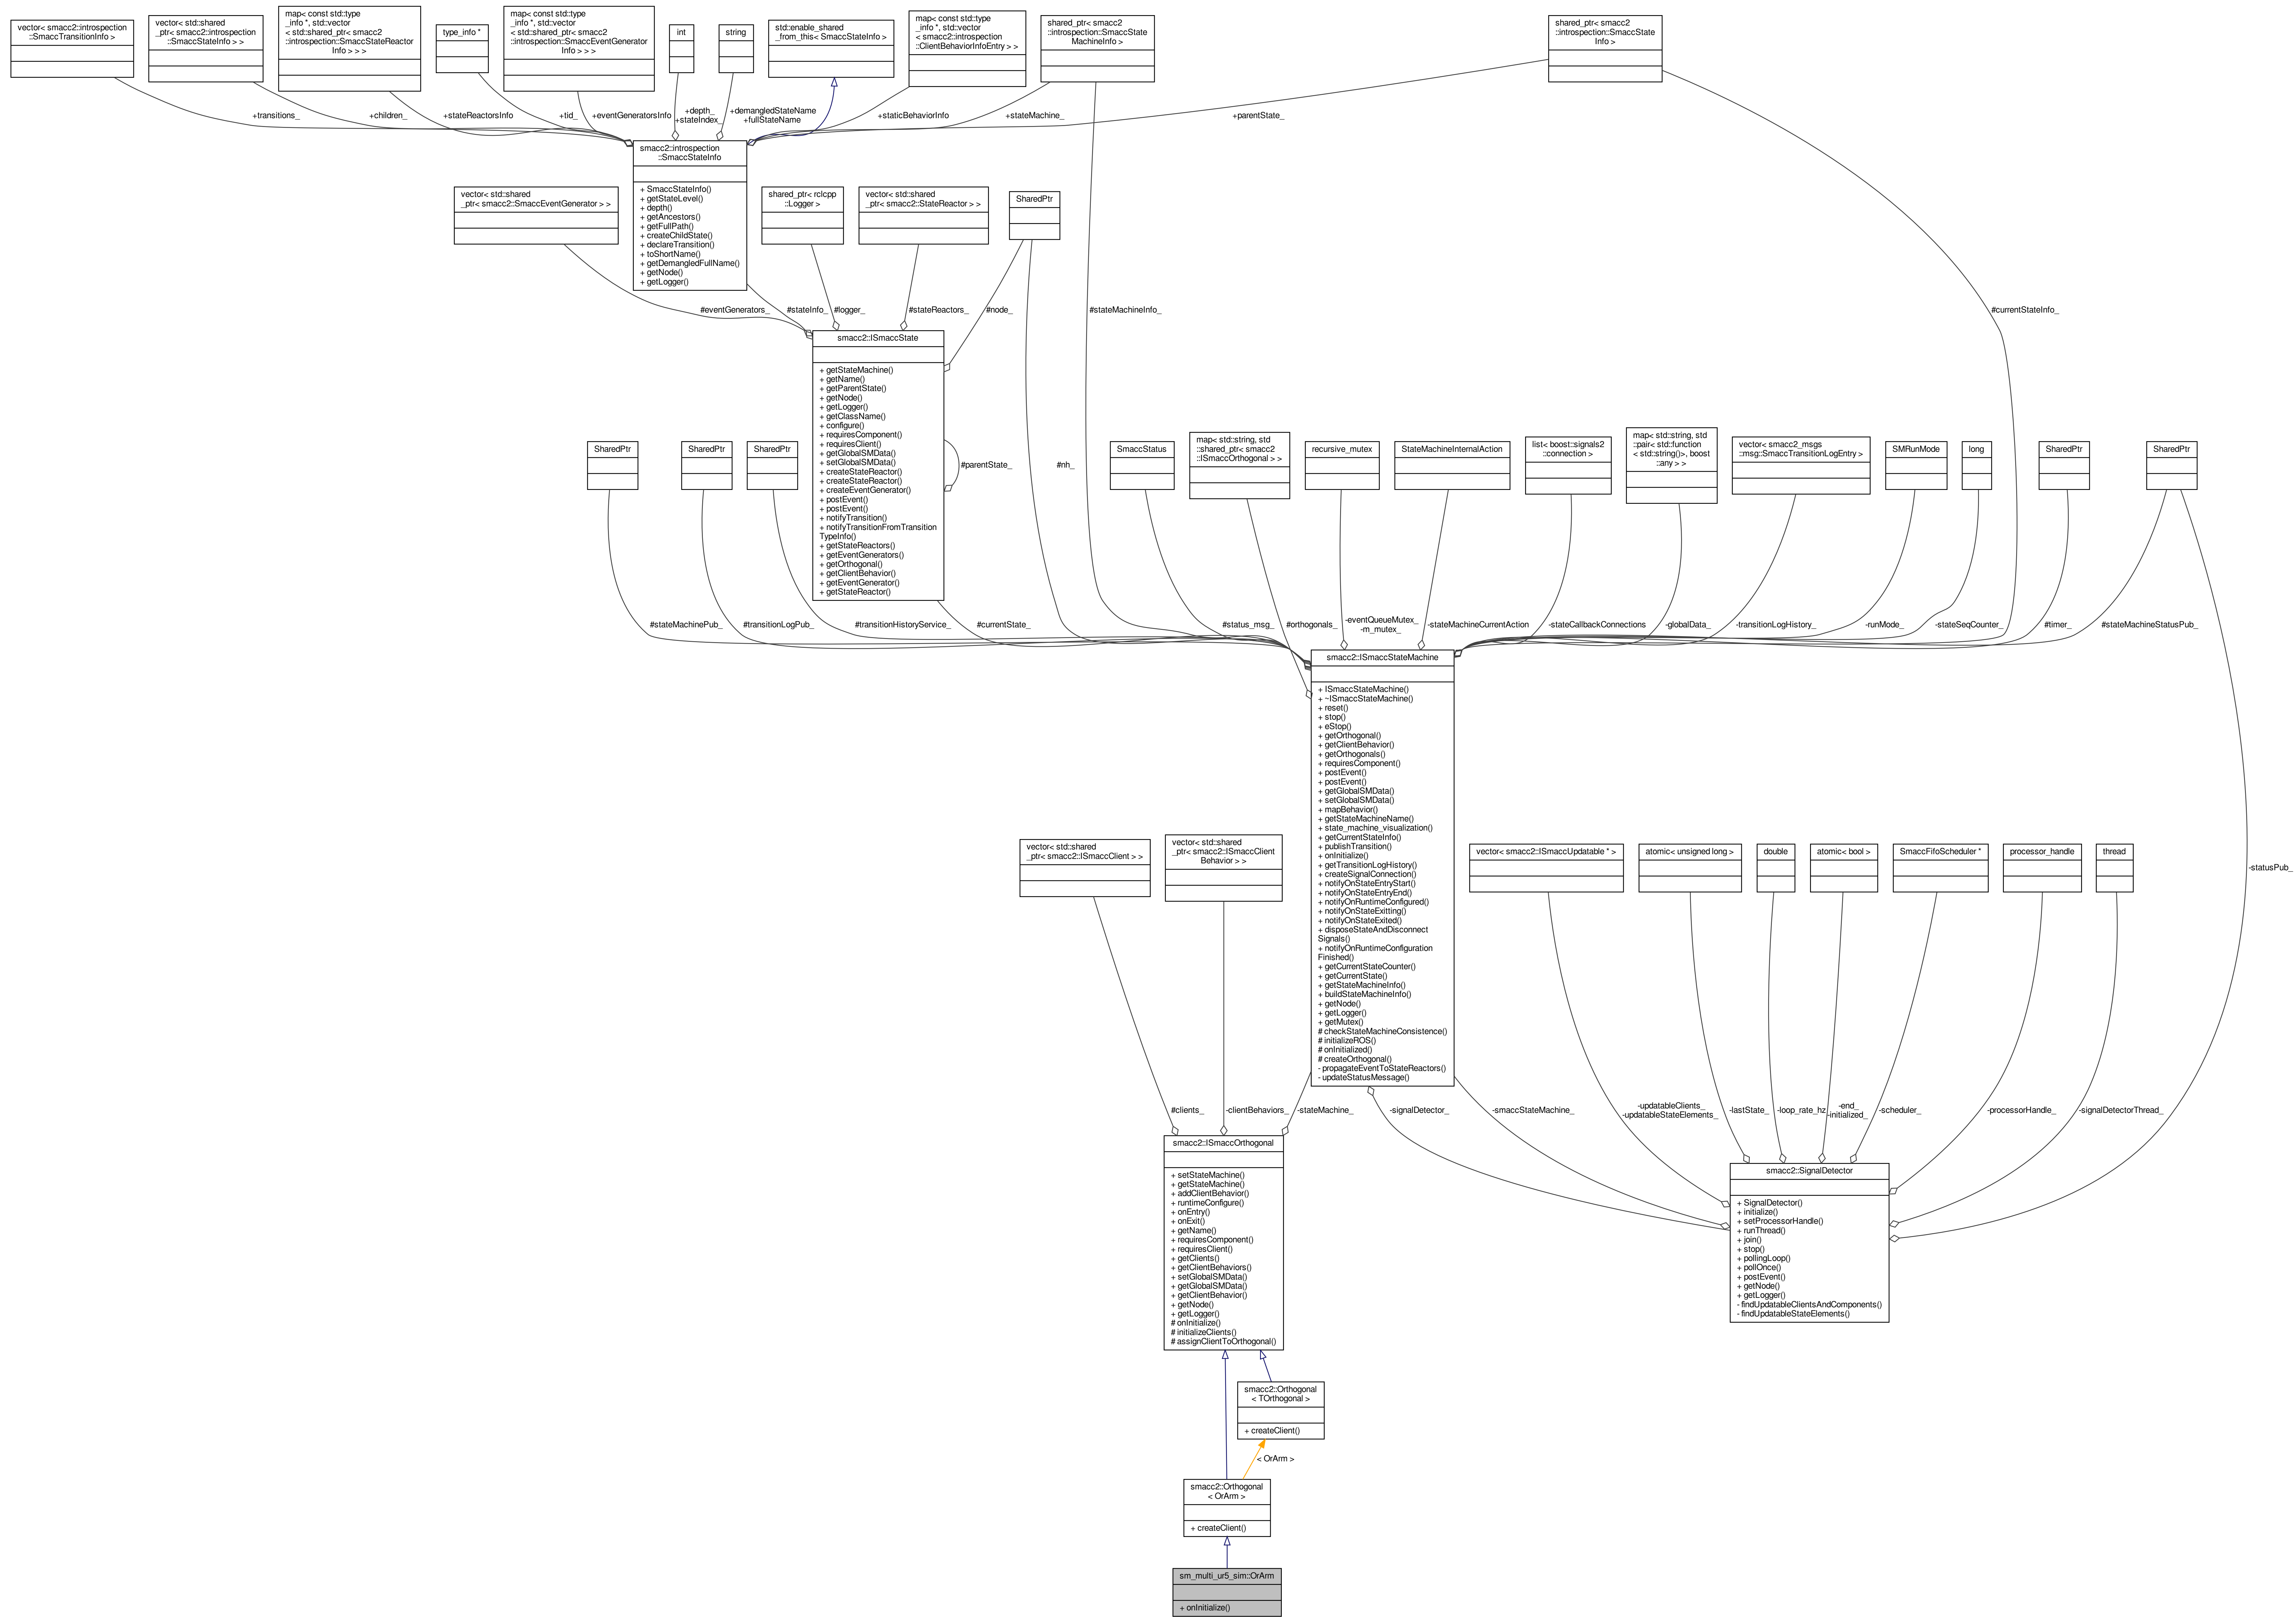 vector< smacc2::introspection
::SmaccTransitionInfo >
vector< std::shared
_ptr< smacc2::introspection
::SmaccStateInfo > >
map< const std::type
_info *, std::vector
< std::shared_ptr< smacc2
::introspection::SmaccStateReactor
Info > > >
type_info *
map< const std::type
_info *, std::vector
< std::shared_ptr< smacc2
::introspection::SmaccEventGenerator
Info > > >
int
string
std::enable_shared
_from_this< SmaccStateInfo >
map< const std::type
_info *, std::vector
< smacc2::introspection
::ClientBehaviorInfoEntry > >
shared_ptr< smacc2
::introspection::SmaccState
MachineInfo >
shared_ptr< smacc2
::introspection::SmaccState
Info >
+transitions_
+children_
+stateReactorsInfo
+tid_
+eventGeneratorsInfo
+depth_
+stateIndex_
+demangledStateName
+fullStateName
+staticBehaviorInfo
+stateMachine_
+parentState_
smacc2::introspection
::SmaccStateInfo
+ SmaccStateInfo()
+ getStateLevel()
+ depth()
+ getAncestors()
+ getFullPath()
+ createChildState()
+ declareTransition()
+ toShortName()
+ getDemangledFullName()
+ getNode()
+ getLogger()
vector< std::shared
_ptr< smacc2::SmaccEventGenerator > >
shared_ptr< rclcpp
::Logger >
vector< std::shared
_ptr< smacc2::StateReactor > >
SharedPtr
#eventGenerators_
#stateInfo_
#logger_
#stateReactors_
#node_
#stateMachineInfo_
#currentStateInfo_
smacc2::ISmaccState
+ getStateMachine()
+ getName()
+ getParentState()
+ getNode()
+ getLogger()
+ getClassName()
+ configure()
+ requiresComponent()
+ requiresClient()
+ getGlobalSMData()
+ setGlobalSMData()
+ createStateReactor()
+ createStateReactor()
+ createEventGenerator()
+ postEvent()
+ postEvent()
+ notifyTransition()
+ notifyTransitionFromTransition
TypeInfo()
+ getStateReactors()
+ getEventGenerators()
+ getOrthogonal()
+ getClientBehavior()
+ getEventGenerator()
+ getStateReactor()
#parentState_
#nh_
SharedPtr
SharedPtr
SharedPtr
SmaccStatus
map< std::string, std
::shared_ptr< smacc2
::ISmaccOrthogonal > >
recursive_mutex
StateMachineInternalAction
list< boost::signals2
::connection >
map< std::string, std
::pair< std::function
< std::string()>, boost
::any > >
vector< smacc2_msgs
::msg::SmaccTransitionLogEntry >
SMRunMode
long
SharedPtr
SharedPtr
#stateMachinePub_
#transitionLogPub_
#transitionHistoryService_
#currentState_
#status_msg_
#orthogonals_
-eventQueueMutex_
-m_mutex_
-stateMachineCurrentAction
-stateCallbackConnections
-globalData_
-transitionLogHistory_
-runMode_
-stateSeqCounter_
#timer_
#stateMachineStatusPub_
smacc2::ISmaccStateMachine
+ ISmaccStateMachine()
+ ~ISmaccStateMachine()
+ reset()
+ stop()
+ eStop()
+ getOrthogonal()
+ getClientBehavior()
+ getOrthogonals()
+ requiresComponent()
+ postEvent()
+ postEvent()
+ getGlobalSMData()
+ setGlobalSMData()
+ mapBehavior()
+ getStateMachineName()
+ state_machine_visualization()
+ getCurrentStateInfo()
+ publishTransition()
+ onInitialize()
+ getTransitionLogHistory()
+ createSignalConnection()
+ notifyOnStateEntryStart()
+ notifyOnStateEntryEnd()
+ notifyOnRuntimeConfigured()
+ notifyOnStateExitting()
+ notifyOnStateExited()
+ disposeStateAndDisconnect
Signals()
+ notifyOnRuntimeConfiguration
Finished()
+ getCurrentStateCounter()
+ getCurrentState()
+ getStateMachineInfo()
+ buildStateMachineInfo()
+ getNode()
+ getLogger()
+ getMutex()
# checkStateMachineConsistence()
# initializeROS()
# onInitialized()
# createOrthogonal()
- propagateEventToStateReactors()
- updateStatusMessage()
vector< std::shared
_ptr< smacc2::ISmaccClient > >
vector< std::shared
_ptr< smacc2::ISmaccClient
Behavior > >
vector< smacc2::ISmaccUpdatable * >
atomic< unsigned long >
double
atomic< bool >
SmaccFifoScheduler *
processor_handle
thread
-statusPub_
#clients_
-clientBehaviors_
-stateMachine_
-signalDetector_
-smaccStateMachine_
-updatableClients_
-updatableStateElements_
-lastState_
-loop_rate_hz
-end_
-initialized_
-scheduler_
-processorHandle_
-signalDetectorThread_
smacc2::ISmaccOrthogonal
+ setStateMachine()
+ getStateMachine()
+ addClientBehavior()
+ runtimeConfigure()
+ onEntry()
+ onExit()
+ getName()
+ requiresComponent()
+ requiresClient()
+ getClients()
+ getClientBehaviors()
+ setGlobalSMData()
+ getGlobalSMData()
+ getClientBehavior()
+ getNode()
+ getLogger()
# onInitialize()
# initializeClients()
# assignClientToOrthogonal()
smacc2::SignalDetector
+ SignalDetector()
+ initialize()
+ setProcessorHandle()
+ runThread()
+ join()
+ stop()
+ pollingLoop()
+ pollOnce()
+ postEvent()
+ getNode()
+ getLogger()
- findUpdatableClientsAndComponents()
- findUpdatableStateElements()
smacc2::Orthogonal
< TOrthogonal >
+ createClient()
< OrArm >
smacc2::Orthogonal
< OrArm >
+ createClient()
sm_multi_ur5_sim::OrArm
+ onInitialize()